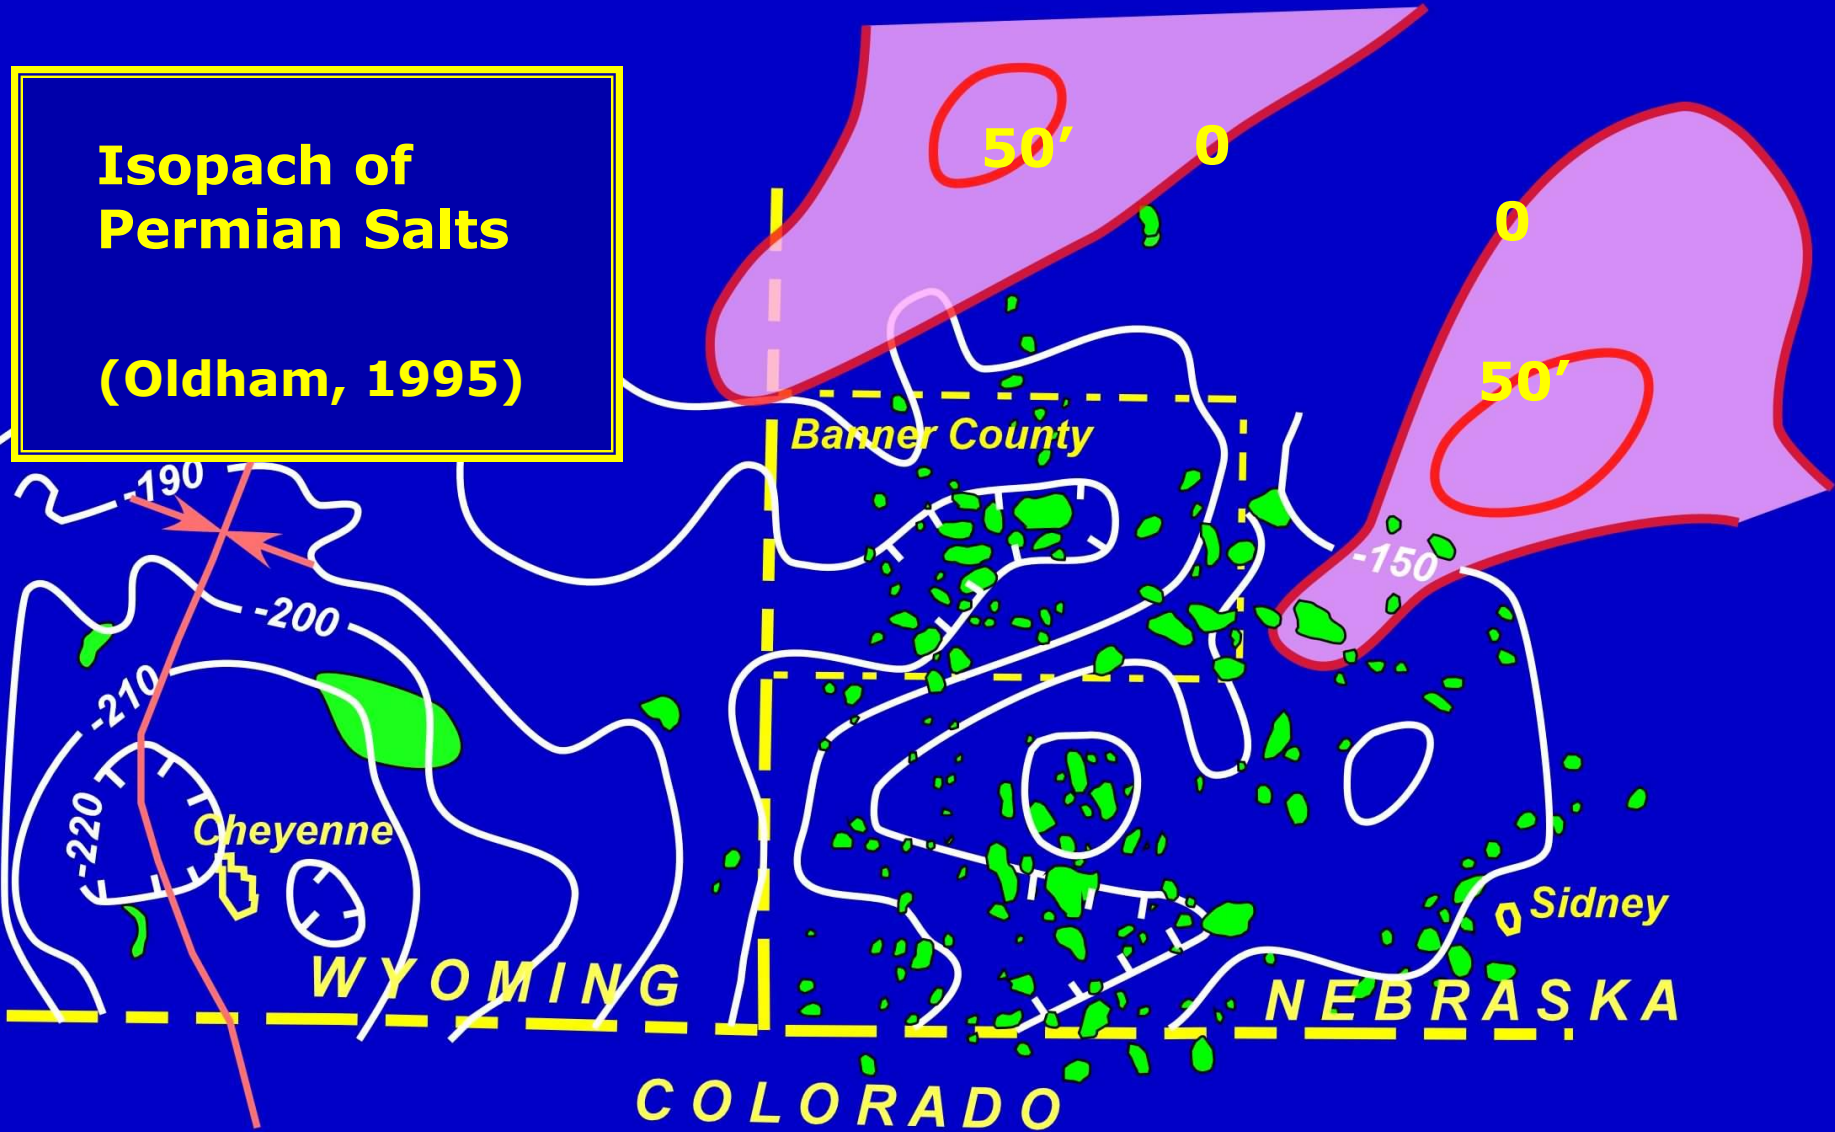 Isopach of
Permian Salts
(Oldham, 1995)
50’
0
0
50’
Banner County
-190
-150
-200
-210
-220
Cheyenne
Sidney
WYOMING
NEBRASKA
COLORADO